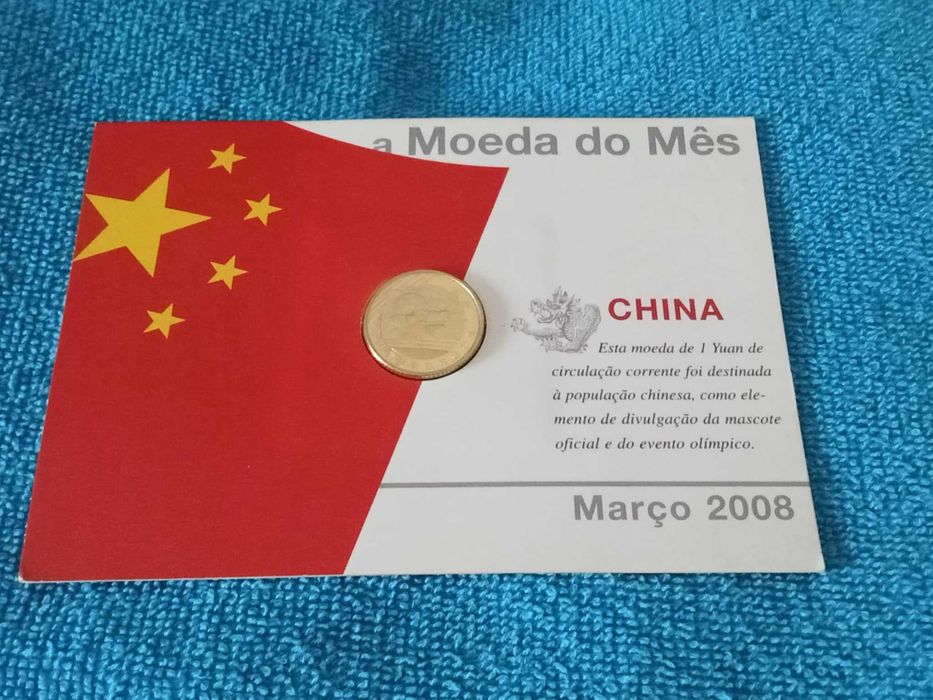 a Moeda do Mês
CHINA
Esta moeda de 1 Yuan de
circulação corrente foi destinada
à população chinesa, como ele-
mento de divulgação da mascote
oficial e do evento olímpico.
Março 2008